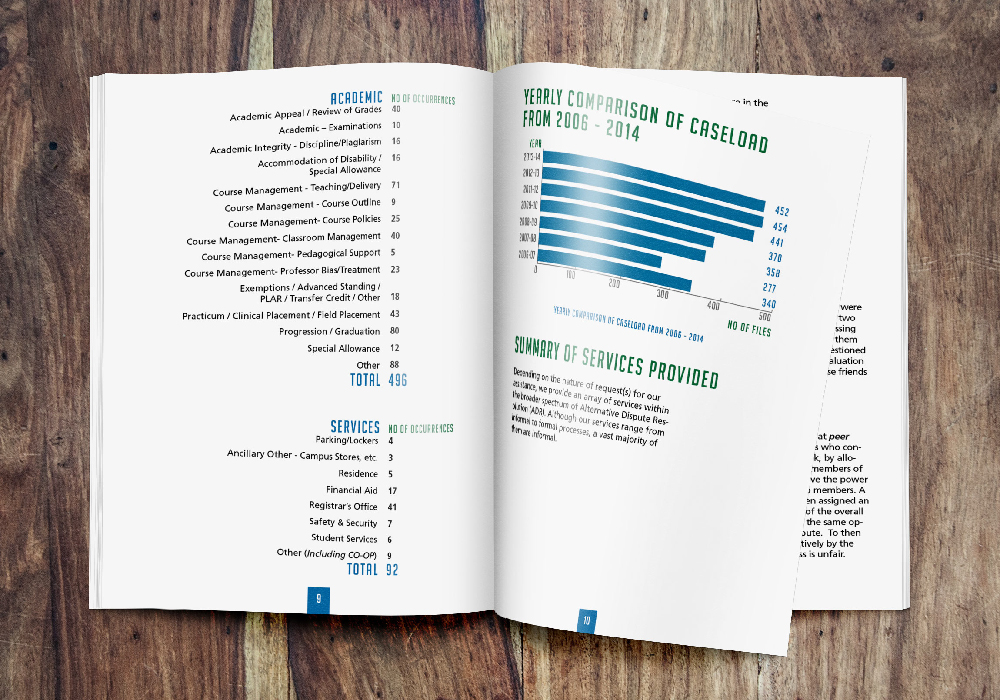 ACADEMIC NO OF OCCURRENCES
Academic Appeal / Review of Grades 40
Academic – Examinations 10
Academic Integrity - Discipline/Plagiarism 16
Accommodation of Disability / 16
Special Allowance
Course Management - Teaching/Delivery 71
Course Management - Course Outline 9
Course Management- Course Policies 25
Course Management- Classroom Management 40
Course Management- Pedagogical Support 5
Course Management- Professor Bias/Treatment 23
Exemptions / Advanced Standing /
PLAR / Transfer Credit / Other 18
Practicum / Clinical Placement / Field Placement 43
Progression / Graduation 80
Special Allowance 12
Other 88
TOTAL 496
SERVICES NO OF OCCURRENCES
Parking/Lockers 4
Ancillary Other - Campus Stores, etc. 3
Residence 5
Financial Aid 17
Registrar's Office 41
Safety & Security 7
Student Services 6
Other (Including CO-OP) 9
TOTAL 92
9
YEARLY COMPARISON OF CASELOAD
FROM 2006 - 2014
YEAR
2013-14 452
2012-13 454
2011-12 441
2009-10 370
2008-09 358
2007-08 277
2006-07 340
0 100 200 300 400 500
NO OF FILES
YEARLY COMPARISON OF CASELOAD FROM 2006 - 2014
SUMMARY OF SERVICES PROVIDED
Depending on the nature of request(s) for our
assistance, we provide an array of services within
the broader spectrum of Alternative Dispute Res-
olution (ADR). Although our services range from
informal to formal processes, a vast majority of
them are informal.
10
in the
were
two
ssing
them
estioned
aluation
se friends
at peer
s who con-
k, by allo-
members of
ve the power
members. A
en assigned an
of the overall
the same op-
oute. To then
tively by the
ss is unfair.